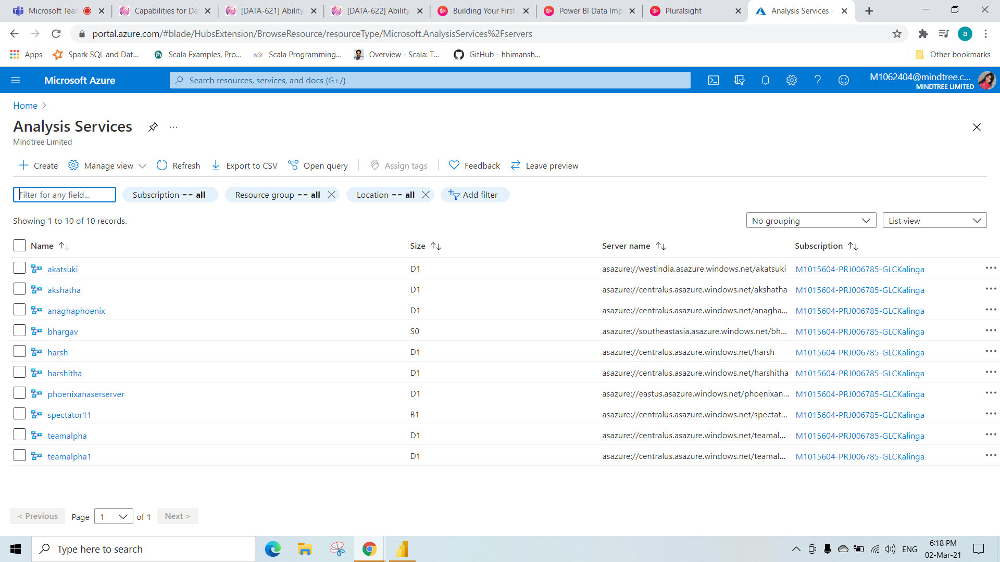 Microsoft Team
Capabilities for Da
[DATA-621] Ability
[DATA-622] Ability
Building Your First
Power BI Data Imp
Pluralsight
Analysis Services -
portal.azure.com/#blade/HubsExtension/BrowseResource/resourceType/Microsoft.AnalysisServices%2Fservers
a
Apps
Spark SQL and Dat...
Scala Examples, Pro...
w3r
Scala Programming...
Overview - Scala: T...
GitHub - hhimansh...
Other bookmarks
Microsoft Azure
Search resources, services, and docs (G+/)
M1062404@mindtree.c...
MINDTREE LIMITED
Home
Analysis Services
...
Mindtree Limited
Create
Manage view
Refresh
Export to CSV
Open query
Assign tags
Feedback
Leave preview
Filter for any field...
Subscription == all
Resource group == all
Location == all
Add filter
Showing 1 to 10 of 10 records.
No grouping
List view
Name
Size
Server name
Subscription
akatsuki D1 asazure://westindia.asazure.windows.net/akatsuki M1015604-PRJ006785-GLCKalinga
akshatha D1 asazure://centralus.asazure.windows.net/akshatha M1015604-PRJ006785-GLCKalinga
anaghaphoenix D1 asazure://centralus.asazure.windows.net/anagha... M1015604-PRJ006785-GLCKalinga
bhargav S0 asazure://southeastasia.asazure.windows.net/bh... M1015604-PRJ006785-GLCKalinga
harsh D1 asazure://centralus.asazure.windows.net/harsh M1015604-PRJ006785-GLCKalinga
harshitha D1 asazure://centralus.asazure.windows.net/harshitha M1015604-PRJ006785-GLCKalinga
phoenixanaserserver D1 asazure://eastus.asazure.windows.net/phoenixan... M1015604-PRJ006785-GLCKalinga
spectator11 B1 asazure://centralus.asazure.windows.net/spectat... M1015604-PRJ006785-GLCKalinga
teamalpha D1 asazure://centralus.asazure.windows.net/teamal... M1015604-PRJ006785-GLCKalinga
teamalpha1 D1 asazure://centralus.asazure.windows.net/teamal... M1015604-PRJ006785-GLCKalinga
< Previous
Page 1 of 1
Next >
Type here to search
ENG
6:18 PM
02-Mar-21